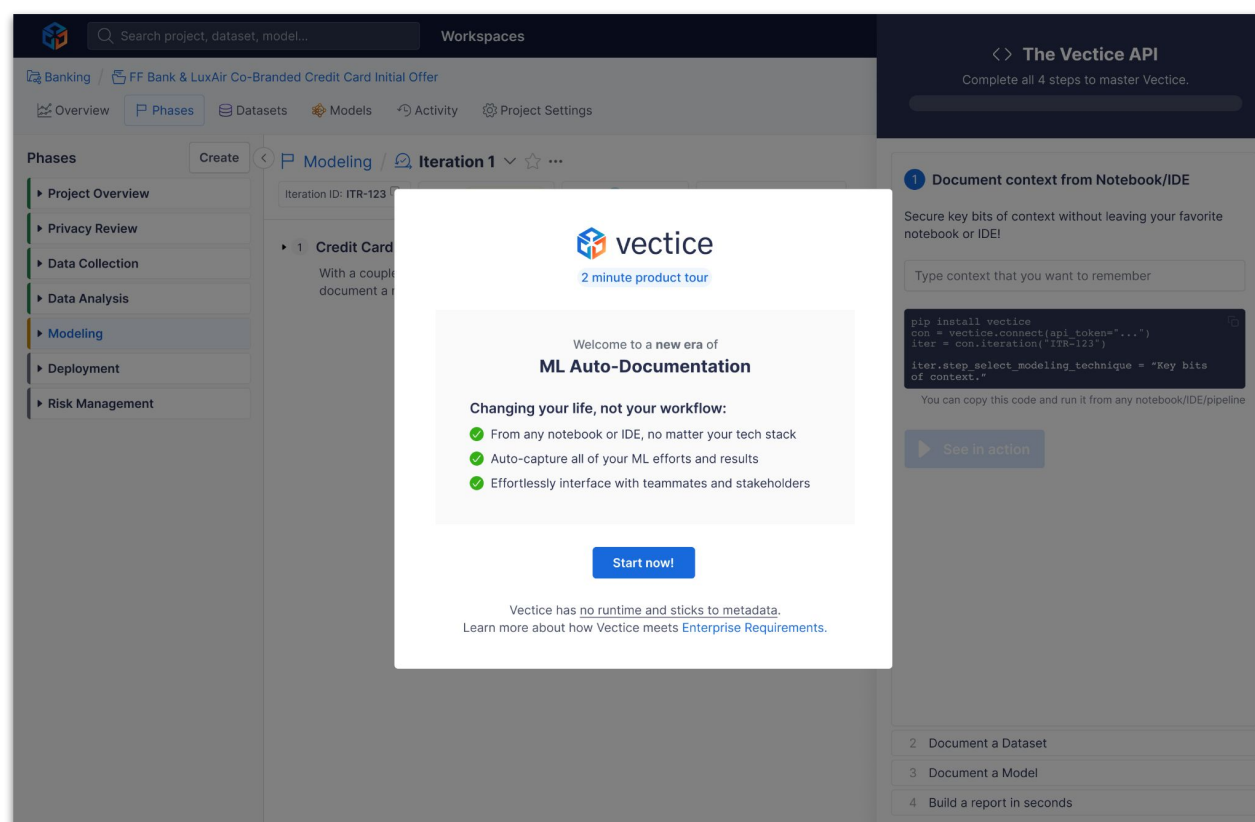 Search project, dataset, model...
Workspaces
Banking / FF Bank & LuxAir Co-Branded Credit Card Initial Offer
Overview Phases Datasets Models Activity Project Settings
Phases
Create
Project Overview
Privacy Review
Data Collection
Data Analysis
Modeling
Deployment
Risk Management
Modeling / Iteration 1
Iteration ID: ITR-123
1 Credit Card
With a couple
document a
vectice
2 minute product tour
Welcome to a new era of
ML Auto-Documentation
Changing your life, not your workflow:
From any notebook or IDE, no matter your tech stack
Auto-capture all of your ML efforts and results
Effortlessly interface with teammates and stakeholders
Start now!
Vectice has no runtime and sticks to metadata.
Learn more about how Vectice meets Enterprise Requirements.
<> The Vectice API
Complete all 4 steps to master Vectice.
1 Document context from Notebook/IDE
Secure key bits of context without leaving your favorite
notebook or IDE!
Type context that you want to remember
pip install vectice
con = vectice.connect(api_token="...")
iter = con.iteration("ITR-123")
iter.step_select_modeling_technique = “Key bits
of context.”
You can copy this code and run it from any notebook/IDE/pipeline
See in action
2 Document a Dataset
3 Document a Model
4 Build a report in seconds